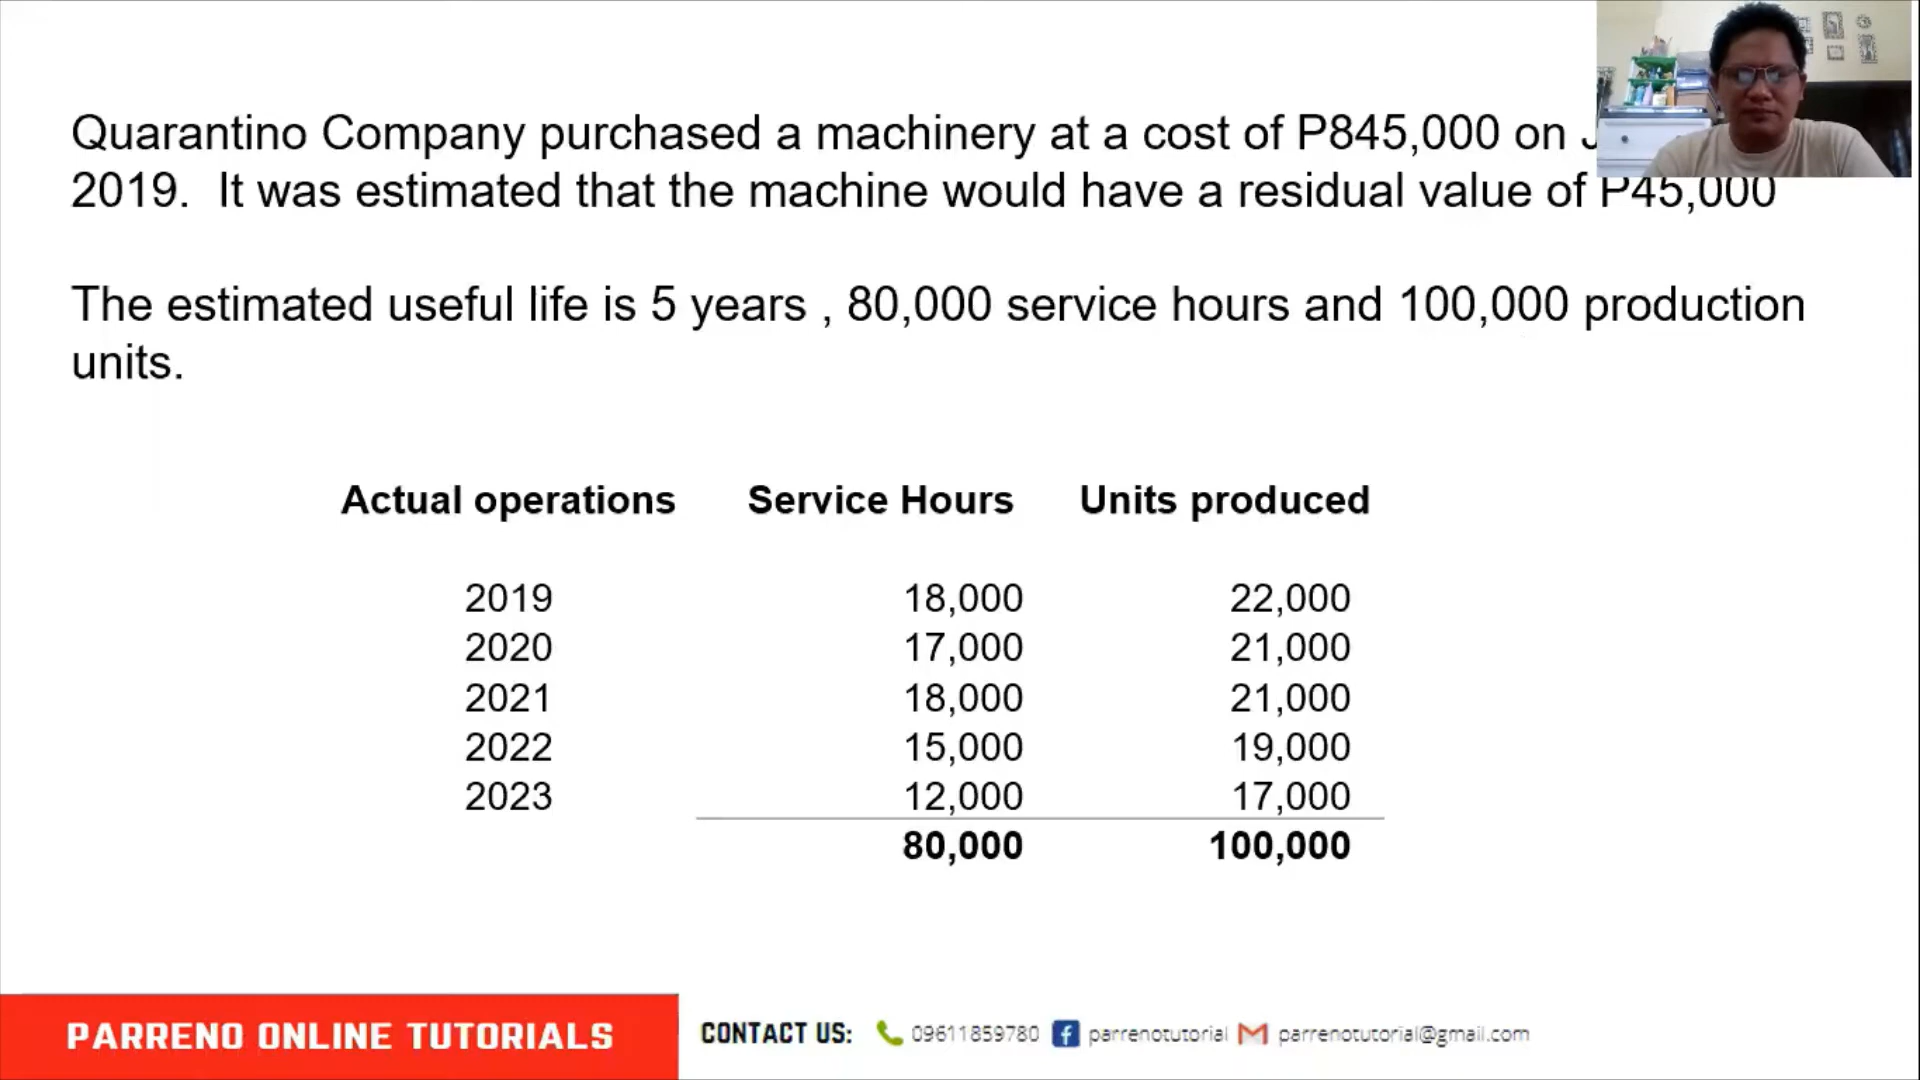 Quarantino Company purchased a machinery at a cost of P845,000 on
2019. It was estimated that the machine would have a residual value of P45,000
The estimated useful life is 5 years , 80,000 service hours and 100,000 production
units.
Actual operations Service Hours Units produced
2019 18,000 22,000
2020 17,000 21,000
2021 18,000 21,000
2022 15,000 19,000
2023 12,000 17,000
80,000 100,000
PARRENO ONLINE TUTORIALS CONTACT US: 09611859780 parrenotutorial parrenotutorial@gmail.com